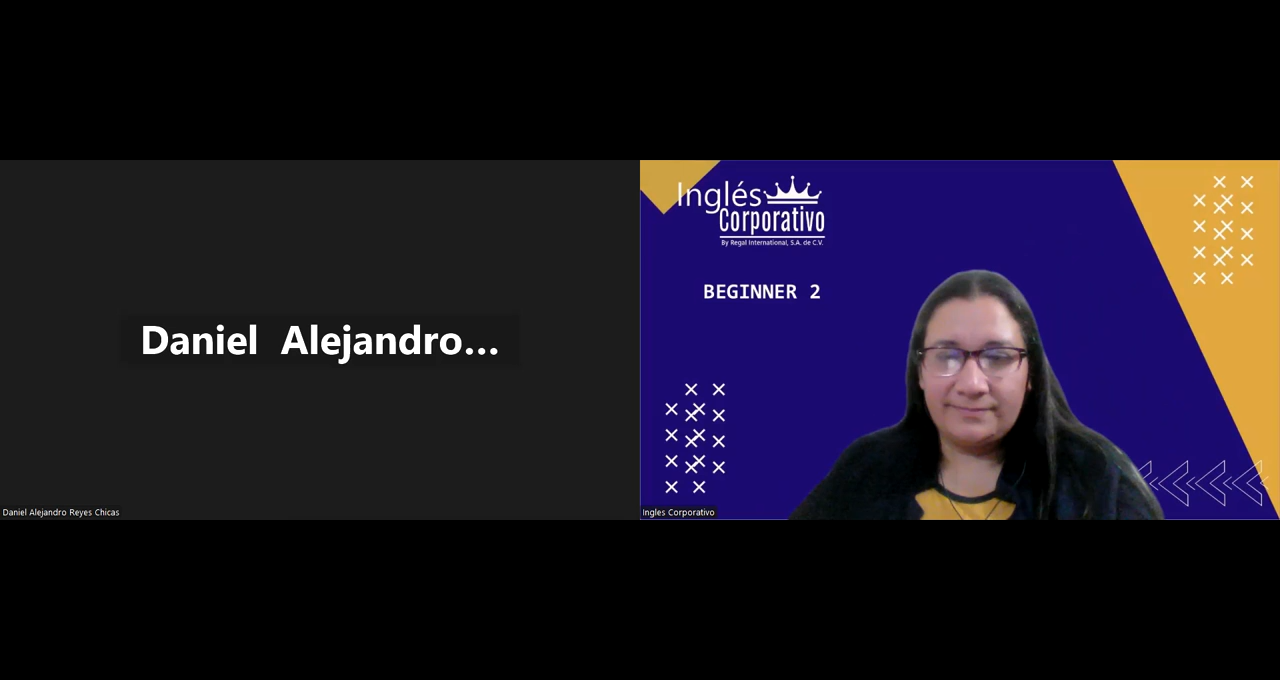 Daniel Alejandro...
Daniel Alejandro Reyes Chicas
Inglés
Corporativo
By Regal International, S.A. de C.V.
BEGINNER 2
Ingles Corporativo